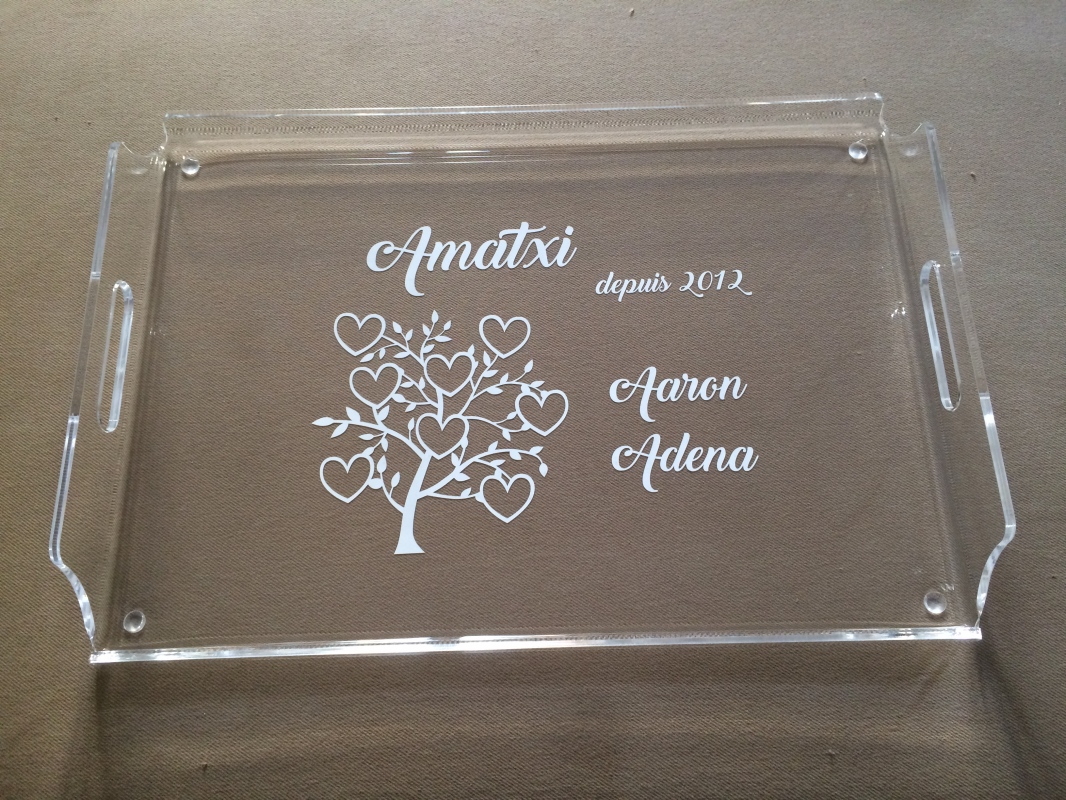 Amatxi
depuis 2012
Aaron
Adena